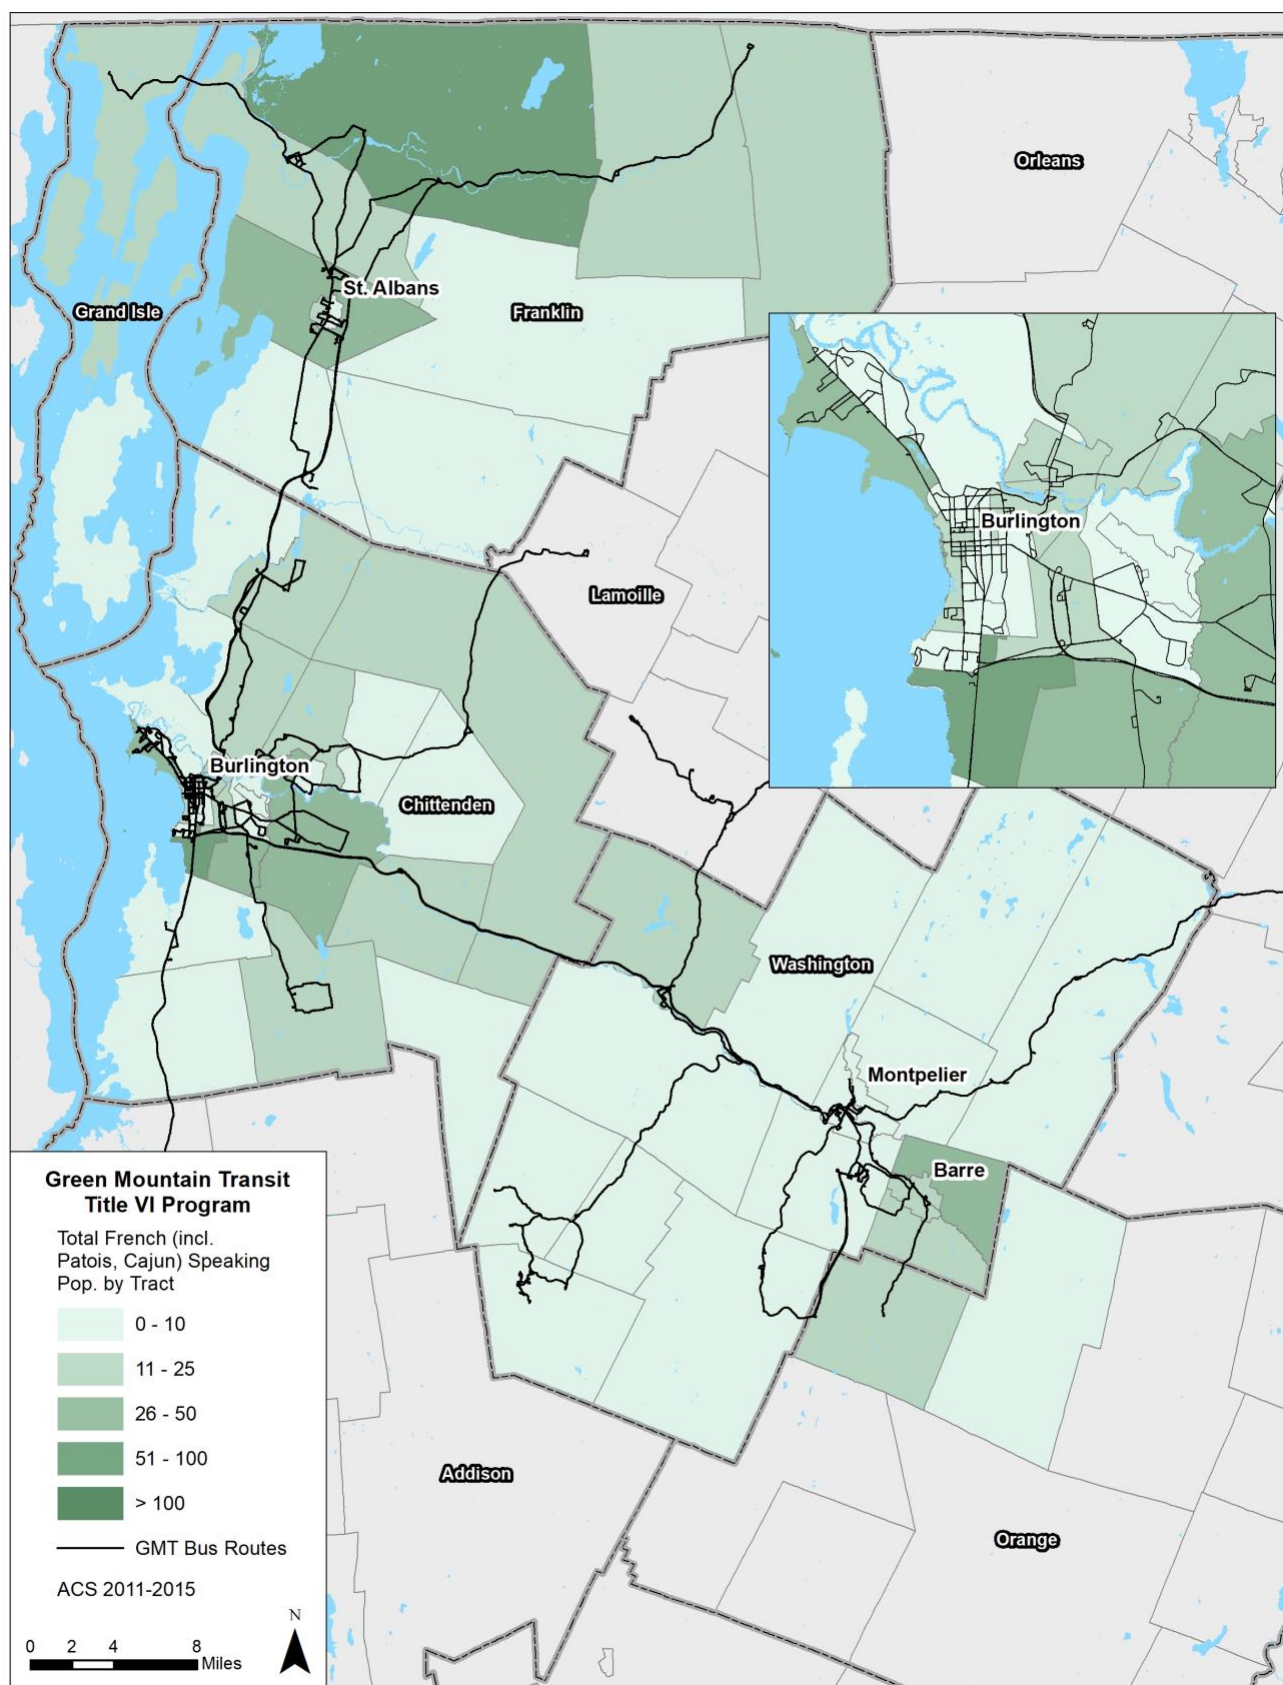 Orleans
St. Albans
Grand Isle
Franklin
Burlington
Lamoille
Burlington
Chittenden
Washington
Montpelier
Barre
Green Mountain Transit
Title VI Program
Total French (incl.
Patois, Cajun) Speaking
Pop. by Tract
0 - 10
11 - 25
26 - 50
51 - 100
> 100
GMT Bus Routes
ACS 2011-2015
N
0 2 4 8
Miles
Addison
Orange